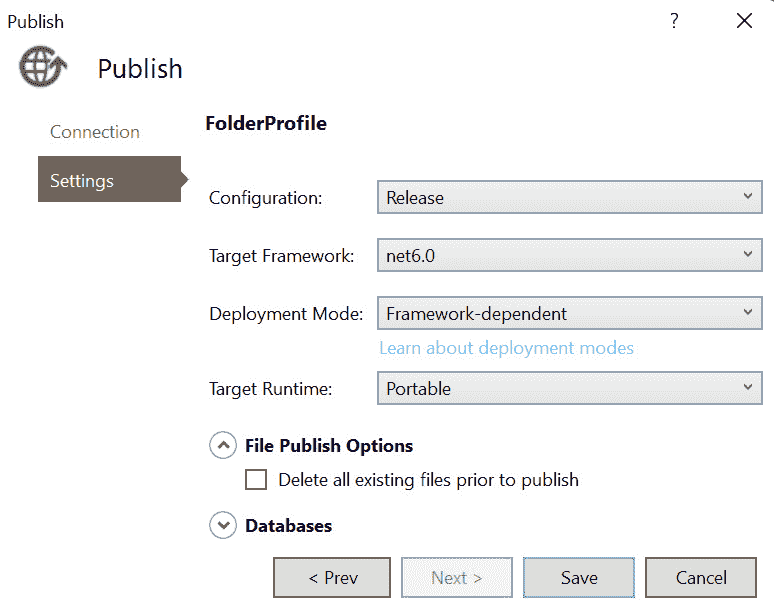 Publish
?
Publish
Connection
Settings
FolderProfile
Configuration: Release
Target Framework: net6.0
Deployment Mode: Framework-dependent
Learn about deployment modes
Target Runtime: Portable
File Publish Options
Delete all existing files prior to publish
Databases
< Prev Next > Save Cancel